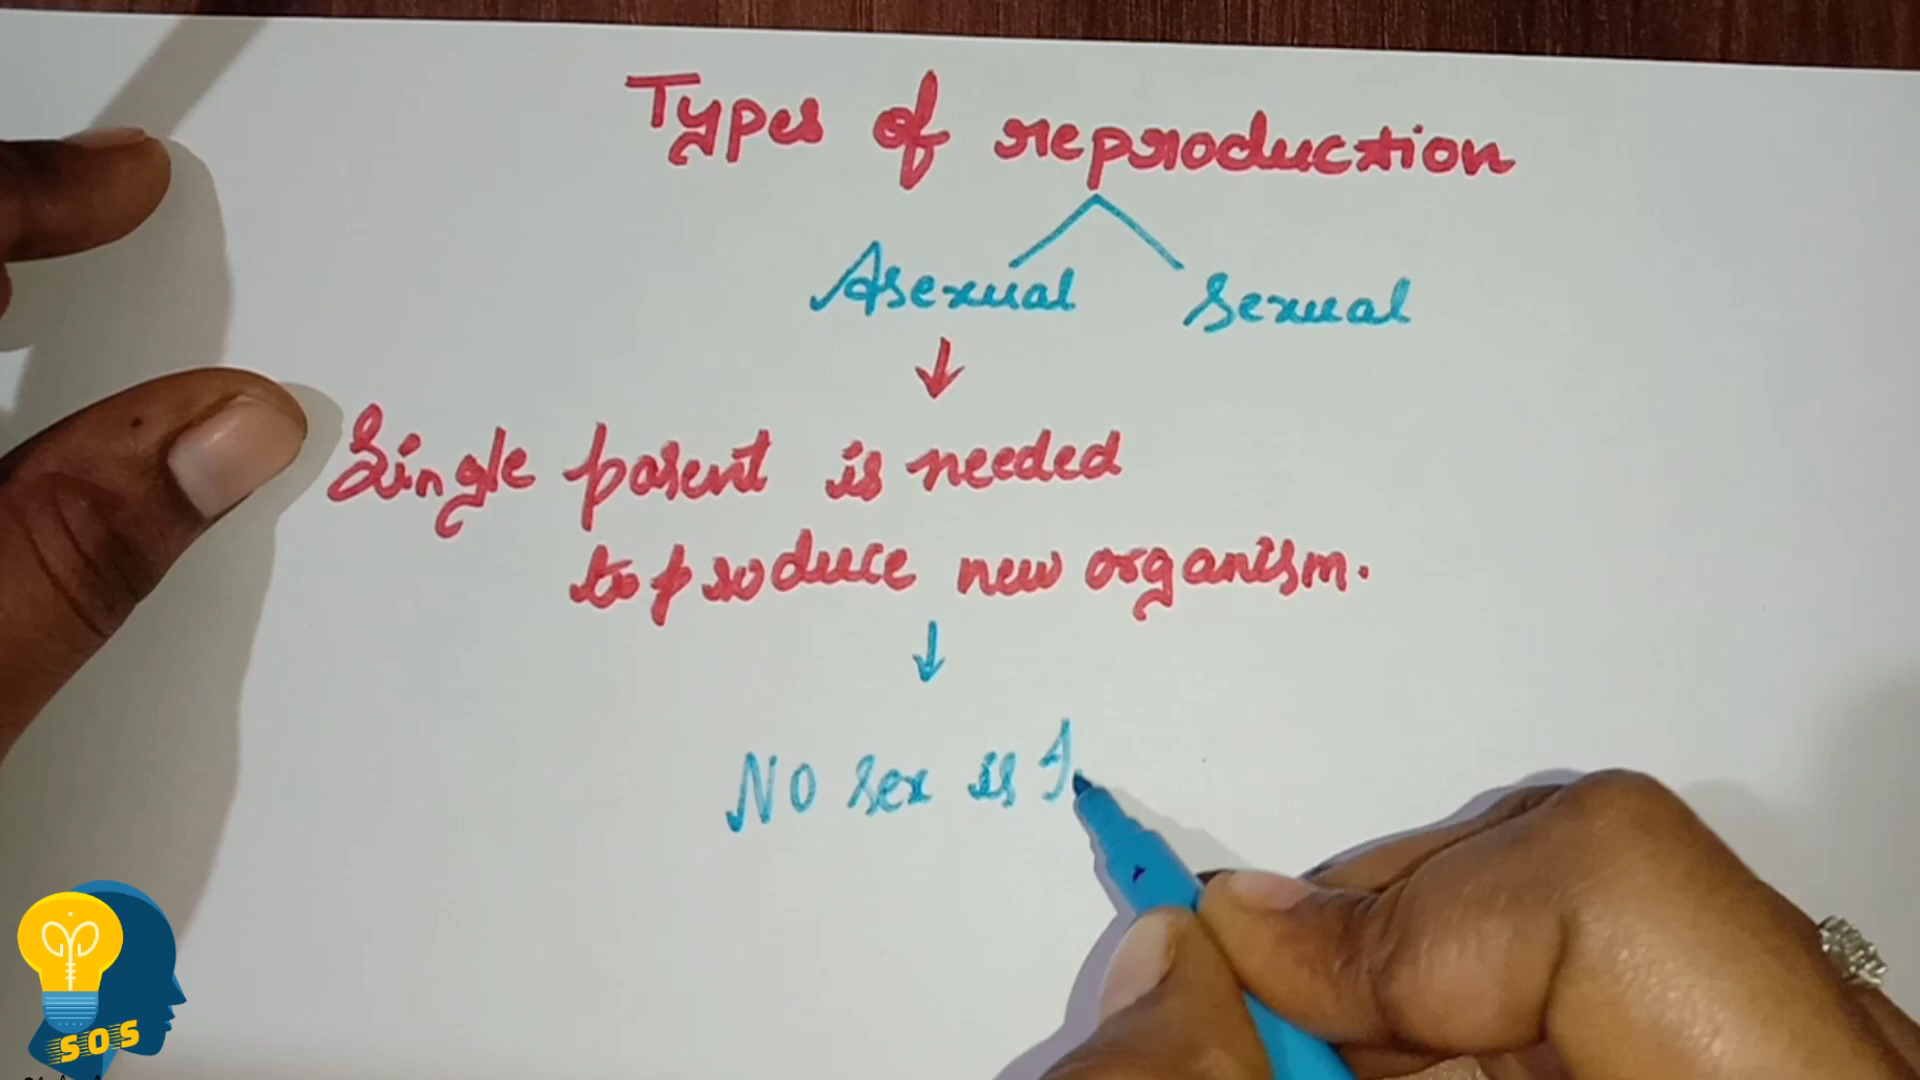 Types of reproduction
Asexual Sexual
Single parent is needed
to produce new organism.
No sex is
SOS